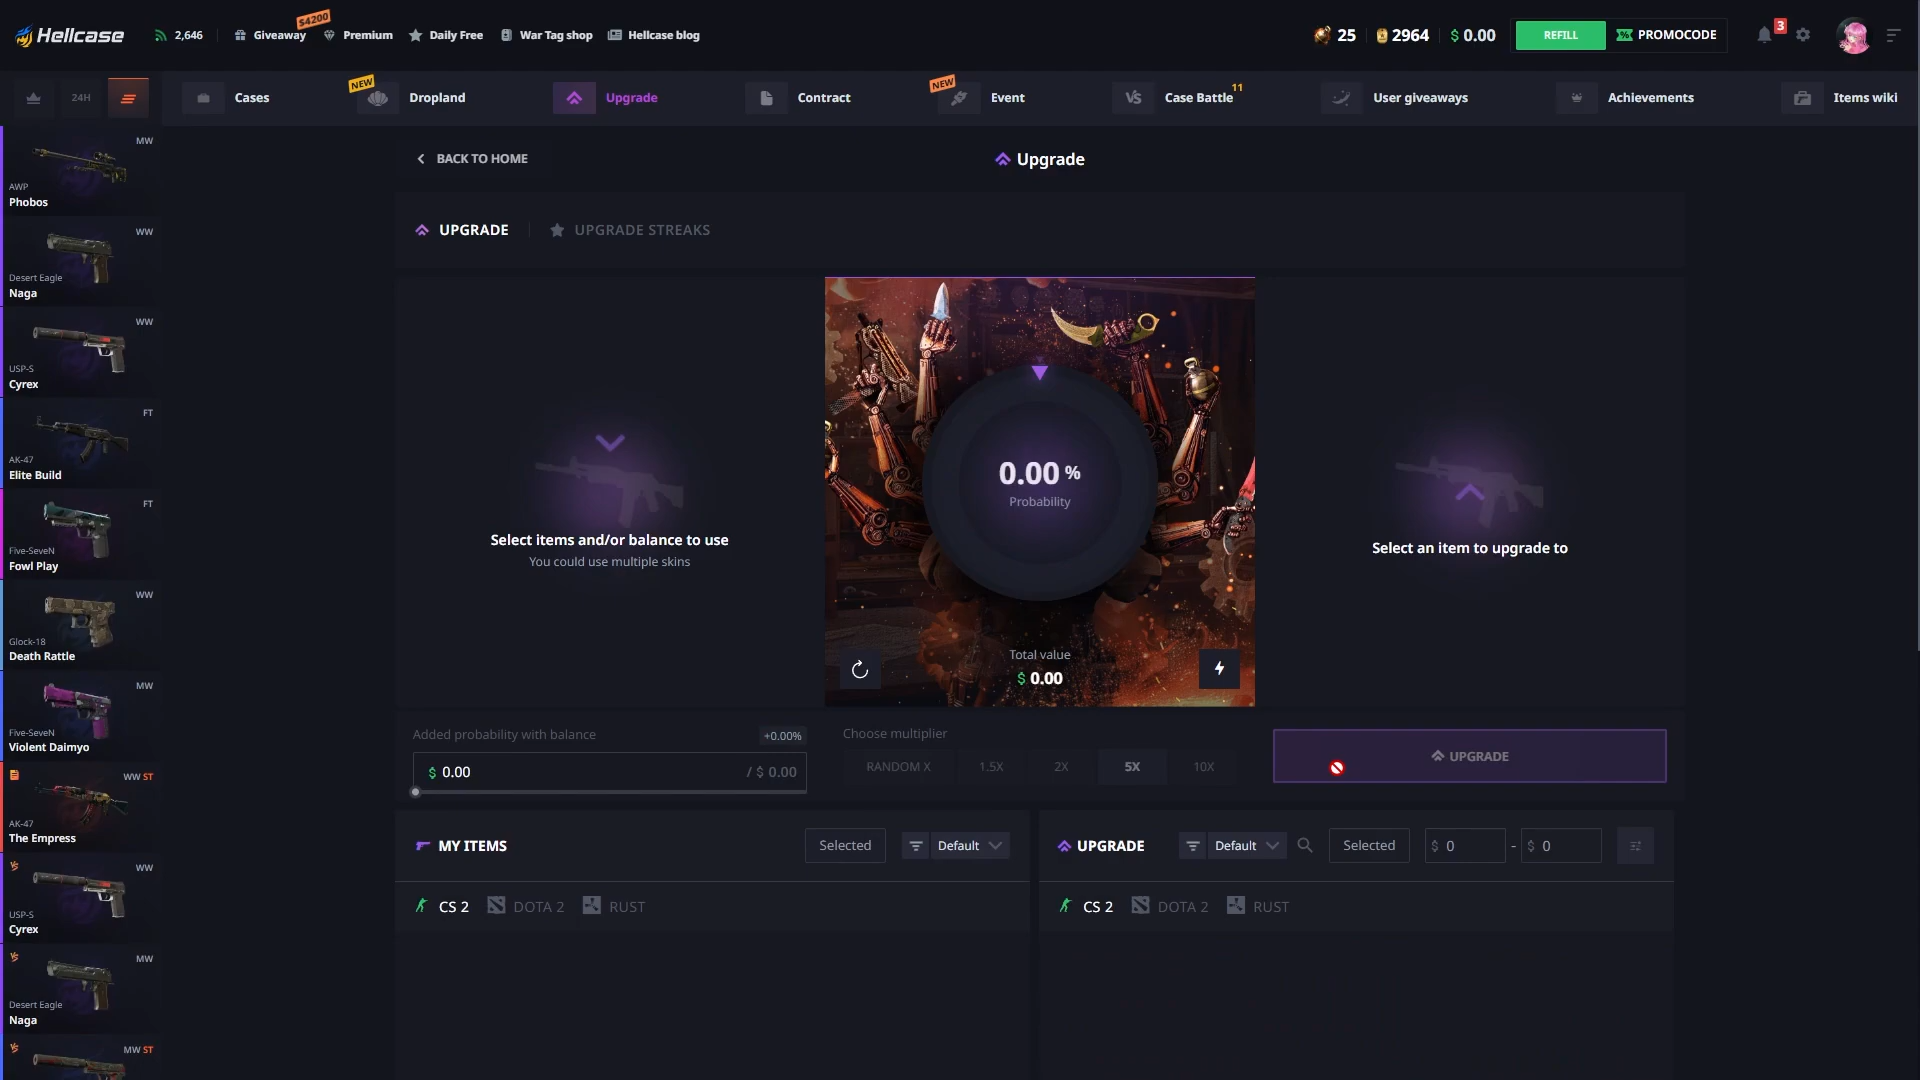 Hellcase
2,646
Giveaway
$4200
Premium
Daily Free
War Tag shop
Hellcase blog
25
2964
$ 0.00
REFILL
% PROMOCODE
3
24H
Cases
NEW
Dropland
Upgrade
Contract
NEW
Event
VS
Case Battle
11
User giveaways
Achievements
Items wiki
MW
AWP
Phobos
WW
Desert Eagle
Naga
WW
USP-S
Cyrex
FT
AK-47
Elite Build
FT
Five-SeveN
Fowl Play
WW
Glock-18
Death Rattle
MW
Five-SeveN
Violent Daimyo
WW ST
AK-47
The Empress
VS
WW
USP-S
Cyrex
VS
MW
Desert Eagle
Naga
VS
MW ST
BACK TO HOME
Upgrade
UPGRADE
UPGRADE STREAKS
Select items and/or balance to use
You could use multiple skins
0.00 %
Probability
Total value
$ 0.00
Select an item to upgrade to
Added probability with balance
+0.00%
$ 0.00
/ $ 0.00
Choose multiplier
RANDOM X
1.5X
2X
5X
10X
UPGRADE
MY ITEMS
Selected
Default
CS 2
DOTA 2
RUST
UPGRADE
Default
Selected
$ 0
-
$ 0
CS 2
DOTA 2
RUST